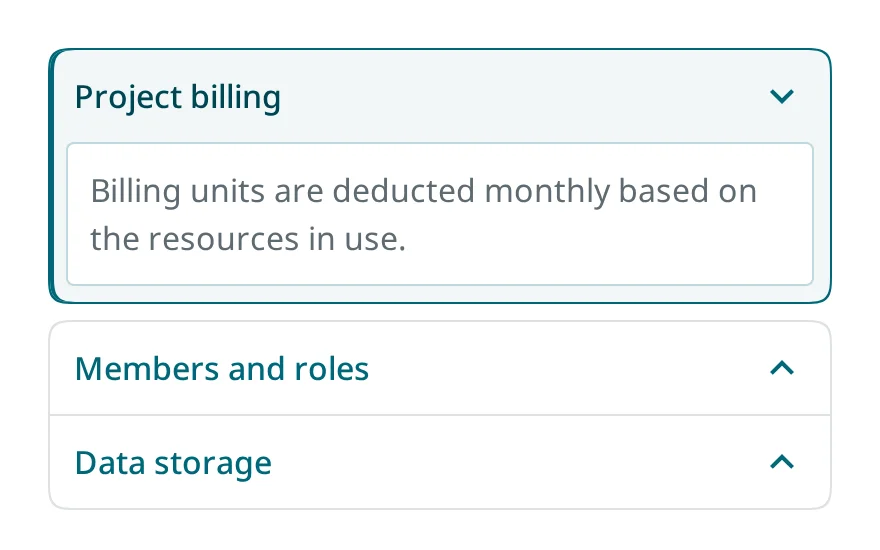 Project billing
Billing units are deducted monthly based on
the resources in use.
Members and roles
Data storage